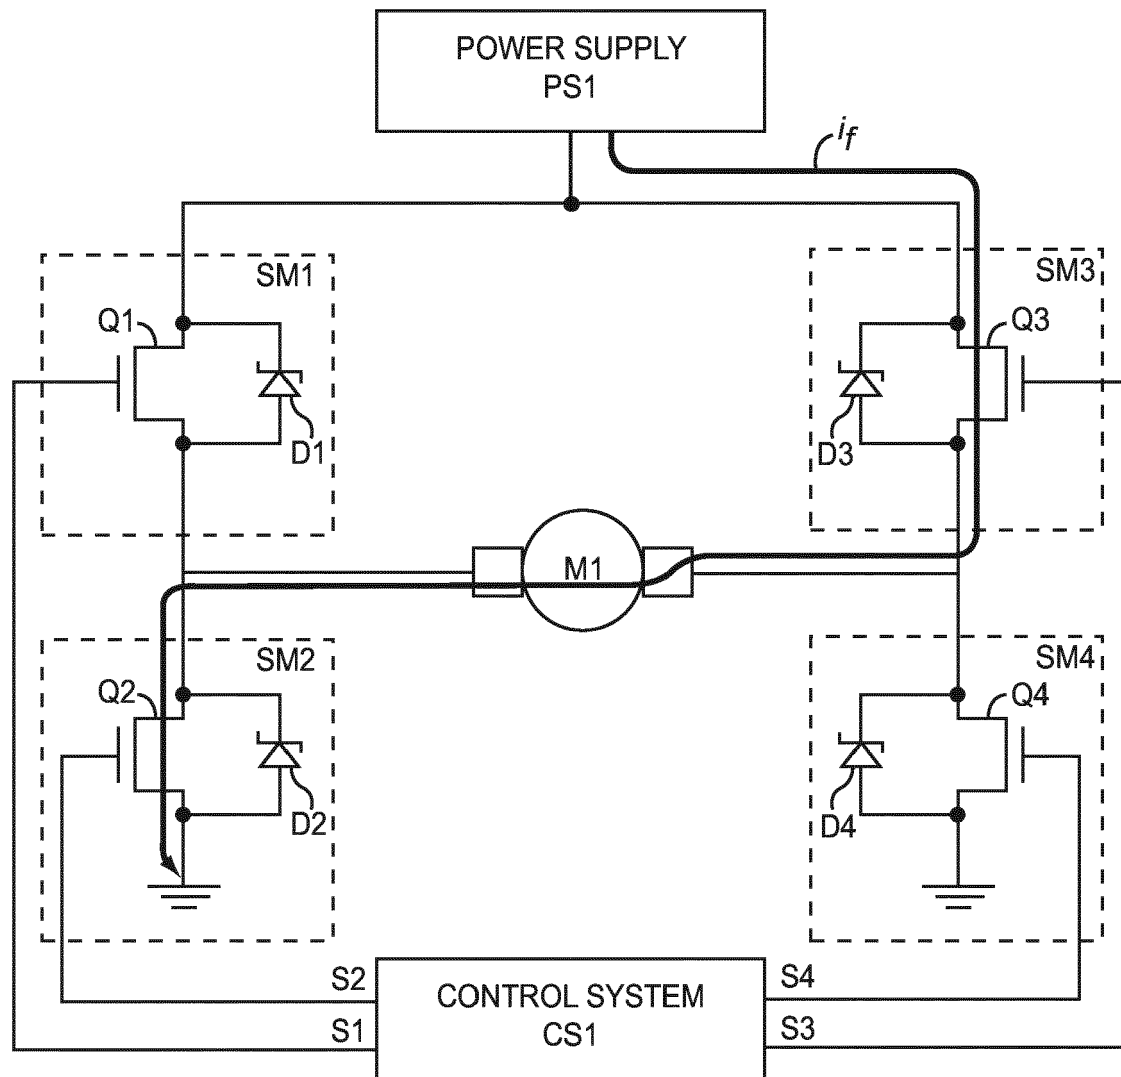 POWER SUPPLY
PS1
if
SM1
SM3
Q1
Q3
D1
D3
M1
SM2
SM4
Q2
Q4
D2
D4
S2
S4
CONTROL SYSTEM
CS1
S1
S3